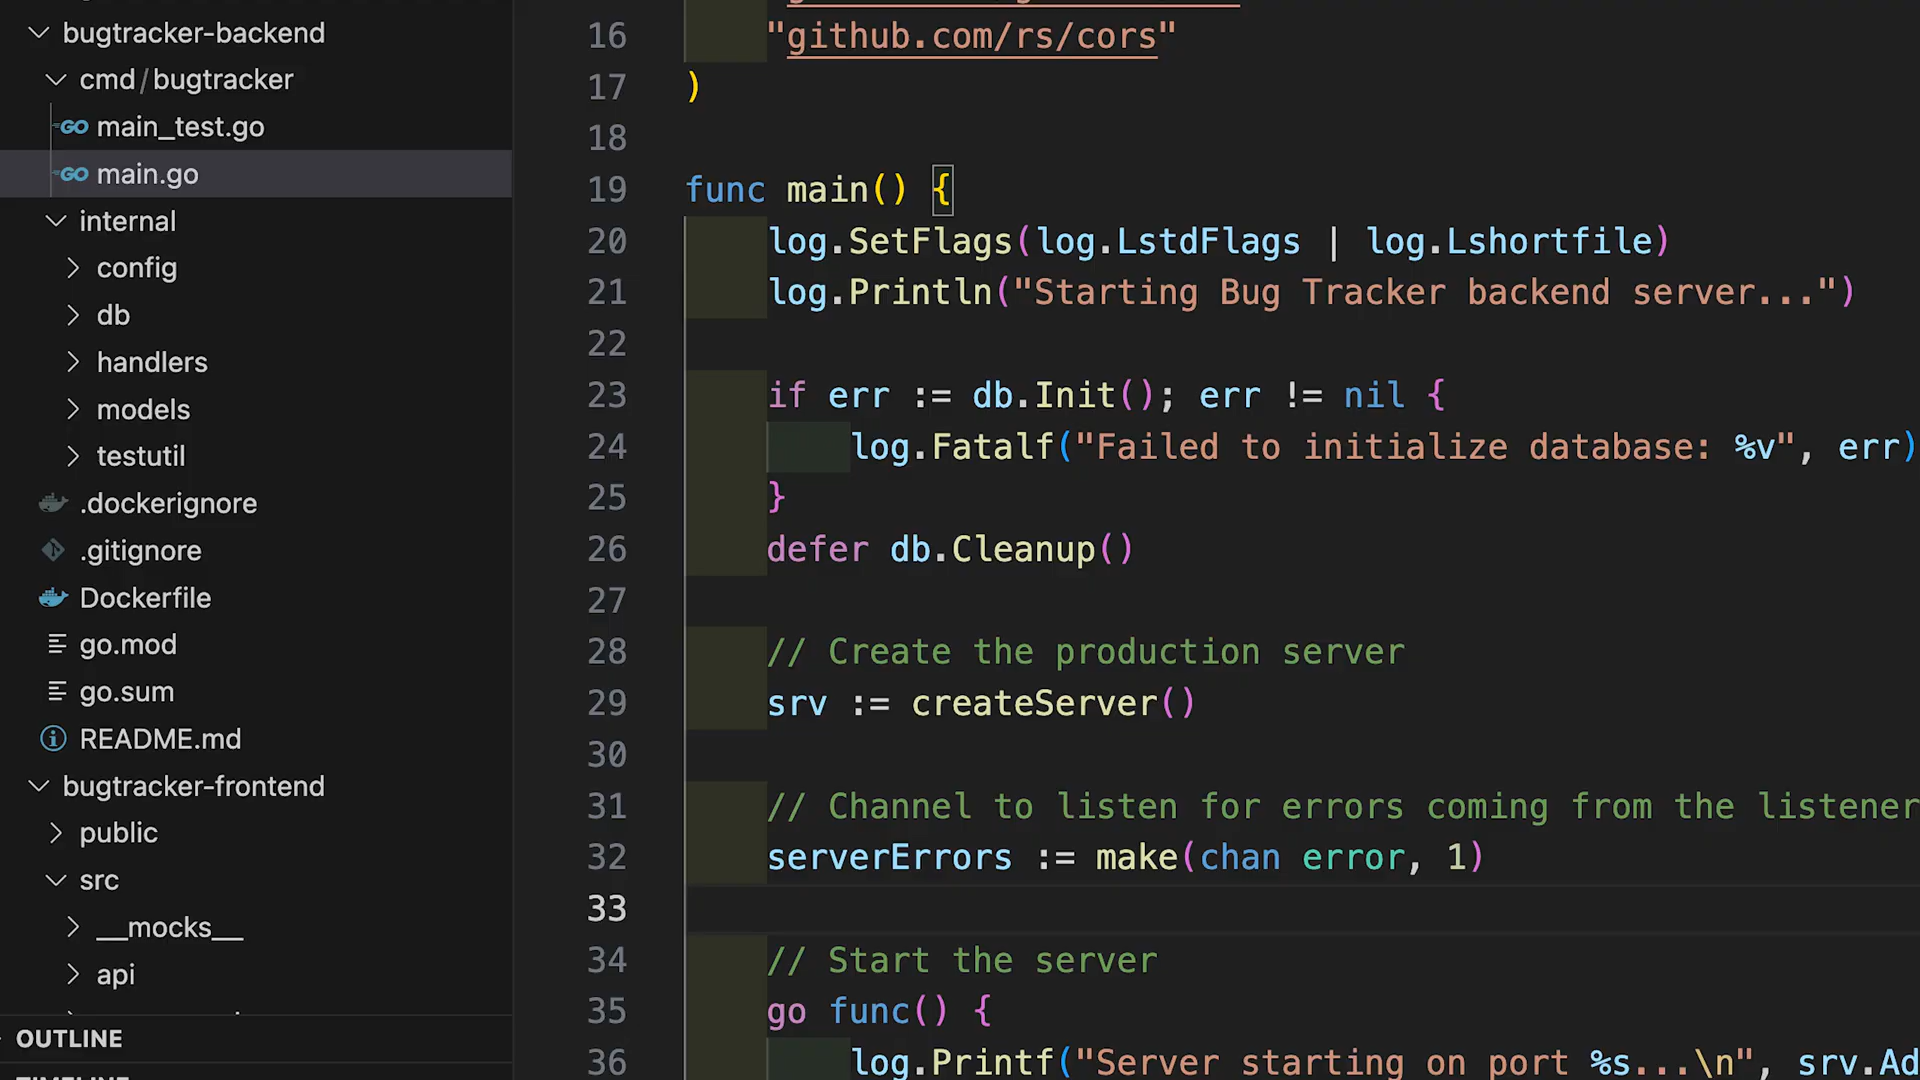 bugtracker-backend
cmd/bugtracker
GO main_test.go
GO main.go
internal
config
db
handlers
models
testutil
.dockerignore
.gitignore
Dockerfile
go.mod
go.sum
README.md
bugtracker-frontend
public
src
__mocks__
api
OUTLINE
TIMELINE
16 "github.com/rs/cors"
17 )
18
19 func main() {
20 log.SetFlags(log.LstdFlags | log.Lshortfile)
21 log.Println("Starting Bug Tracker backend server...")
22
23 if err := db.Init(); err != nil {
24 log.Fatalf("Failed to initialize database: %v", err)
25 }
26 defer db.Cleanup()
27
28 // Create the production server
29 srv := createServer()
30
31 // Channel to listen for errors coming from the listener
32 serverErrors := make(chan error, 1)
33
34 // Start the server
35 go func() {
36 log.Printf("Server starting on port %s...\n", srv.Ad